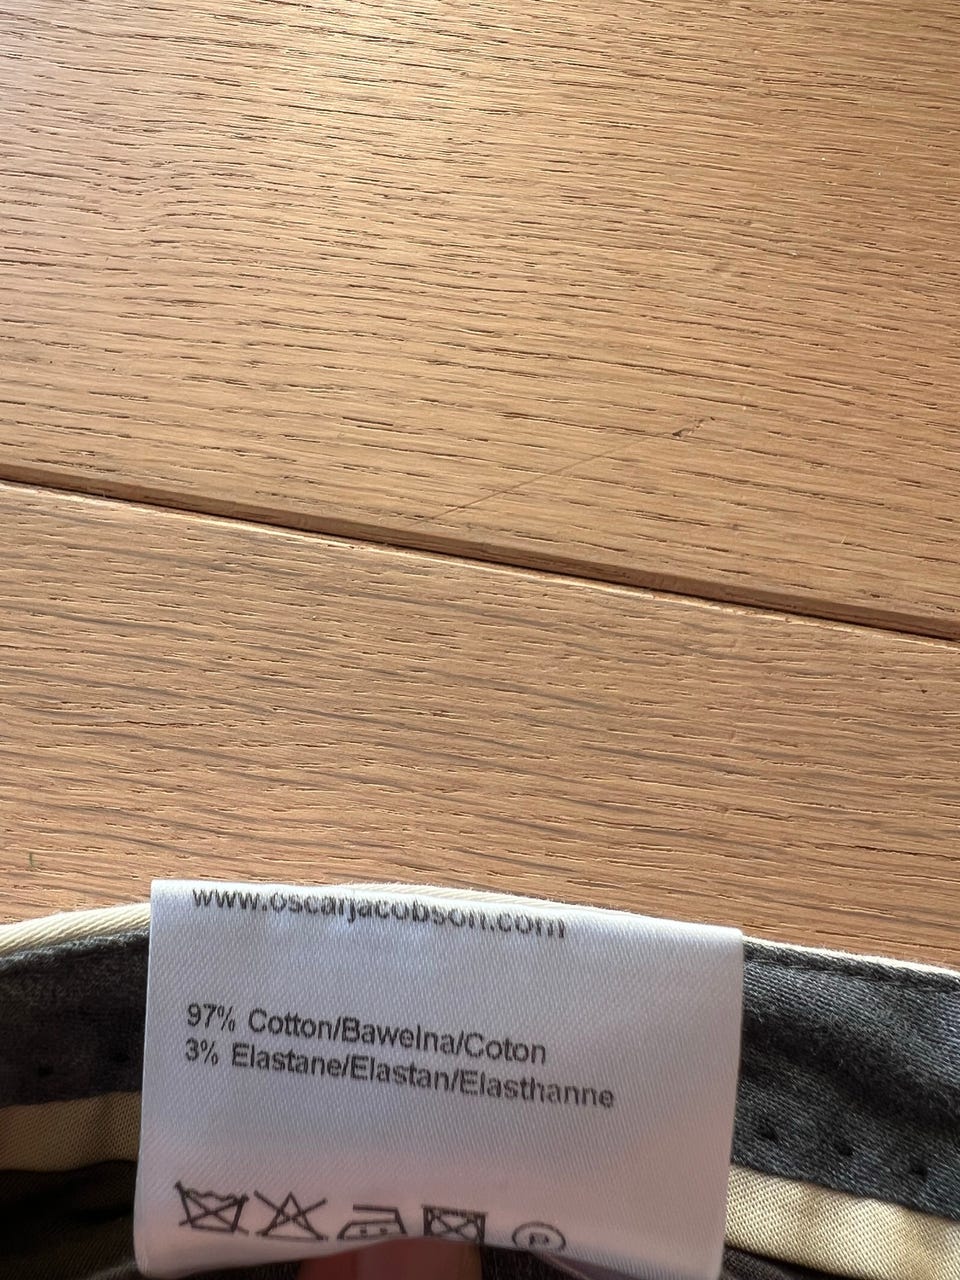 www.oscarjacobson.com
97% Cotton/Bawelna/Coton
3% Elastane/Elastan/Elasthanne
P